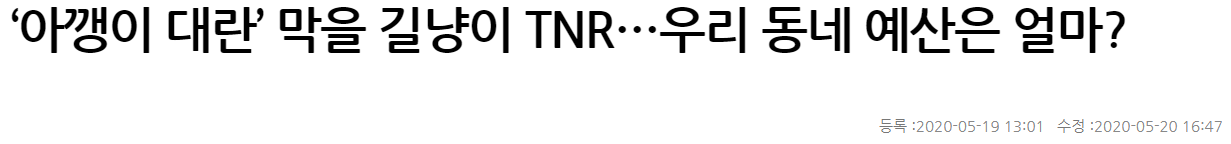 ‘아깽이 대란’ 막을 길냥이 TNR…우리 동네 예산은 얼마?
등록 :2020-05-19 13:01 수정 :2020-05-20 16:47